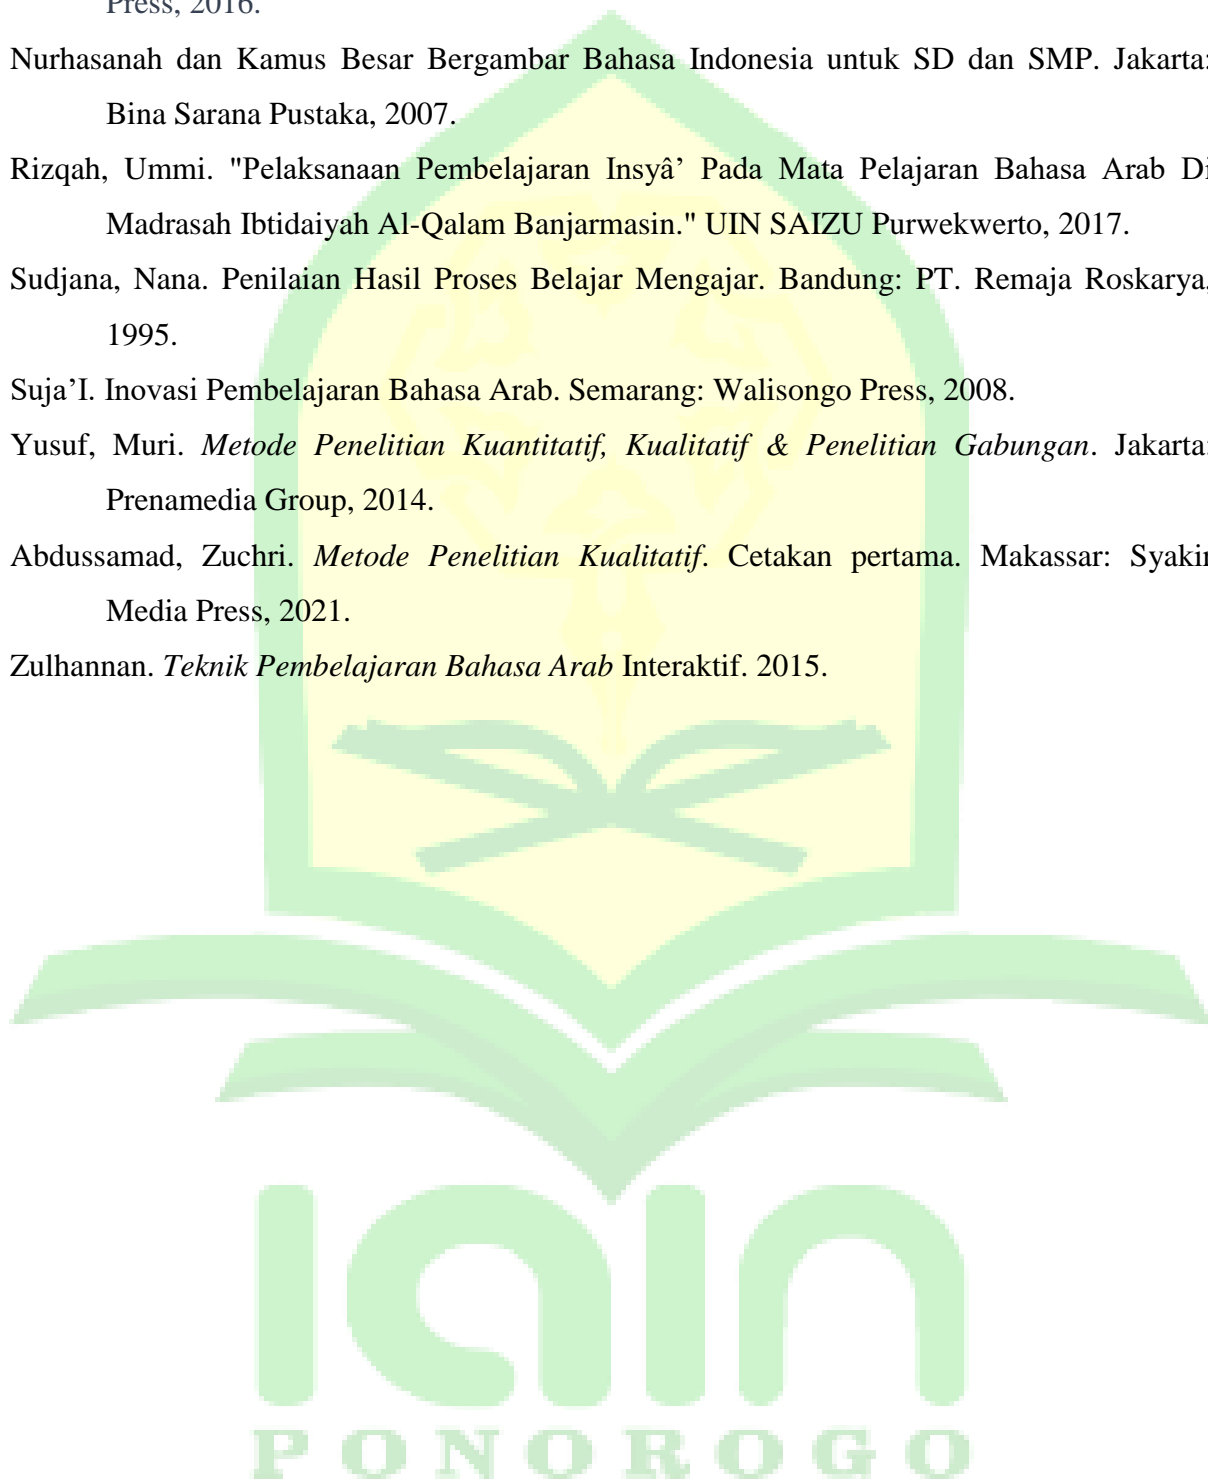 Press, 2016.
Nurhasanah dan Kamus Besar Bergambar Bahasa Indonesia untuk SD dan SMP. Jakarta:
Bina Sarana Pustaka, 2007.
Rizqah, Ummi. "Pelaksanaan Pembelajaran Insyâ’ Pada Mata Pelajaran Bahasa Arab Di
Madrasah Ibtidaiyah Al-Qalam Banjarmasin." UIN SAIZU Purwekwerto, 2017.
Sudjana, Nana. Penilaian Hasil Proses Belajar Mengajar. Bandung: PT. Remaja Roskarya,
1995.
Suja’I. Inovasi Pembelajaran Bahasa Arab. Semarang: Walisongo Press, 2008.
Yusuf, Muri. Metode Penelitian Kuantitatif, Kualitatif & Penelitian Gabungan. Jakarta:
Prenamedia Group, 2014.
Abdussamad, Zuchri. Metode Penelitian Kualitatif. Cetakan pertama. Makassar: Syakir
Media Press, 2021.
Zulhannan. Teknik Pembelajaran Bahasa Arab Interaktif. 2015.
iain
PONOROGO